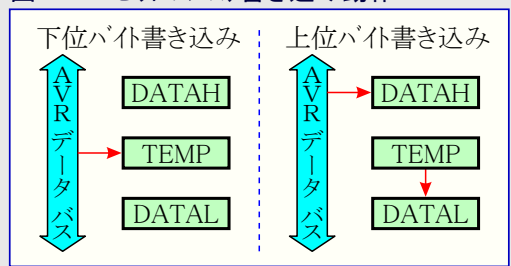 下位バイト書き込み
AVRデータ バス
DATAH
TEMP
DATAL
上位バイト書き込み
AVRデータ バス
DATAH
TEMP
DATAL